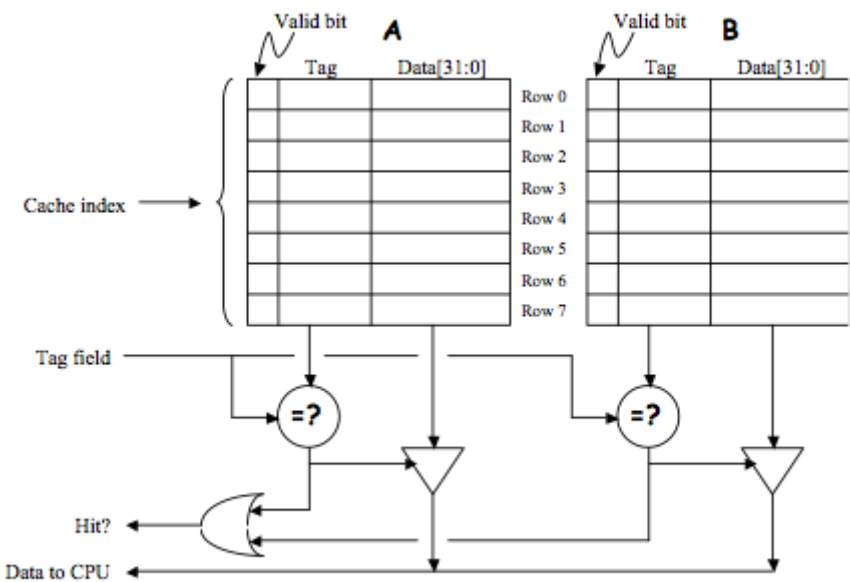 Valid bit A Valid bit B
Tag Data[31:0] Tag Data[31:0]
Row 0
Row 1
Row 2
Cache index Row 3
Row 4
Row 5
Row 6
Row 7
Tag field
=? =?
Hit?
Data to CPU